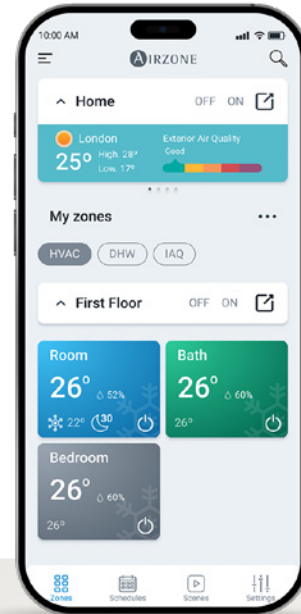 10:00 AM
AIRZONE
Home OFF ON
London
25° High. 28°
Low. 17°
Exterior Air Quality
Good
My zones
HVAC DHW IAQ
First Floor OFF ON
Room
26° 52%
22° 30
Bath
26° 60%
26°
Bedroom
26° 60%
26°
Zones Schedules Scenes Settings